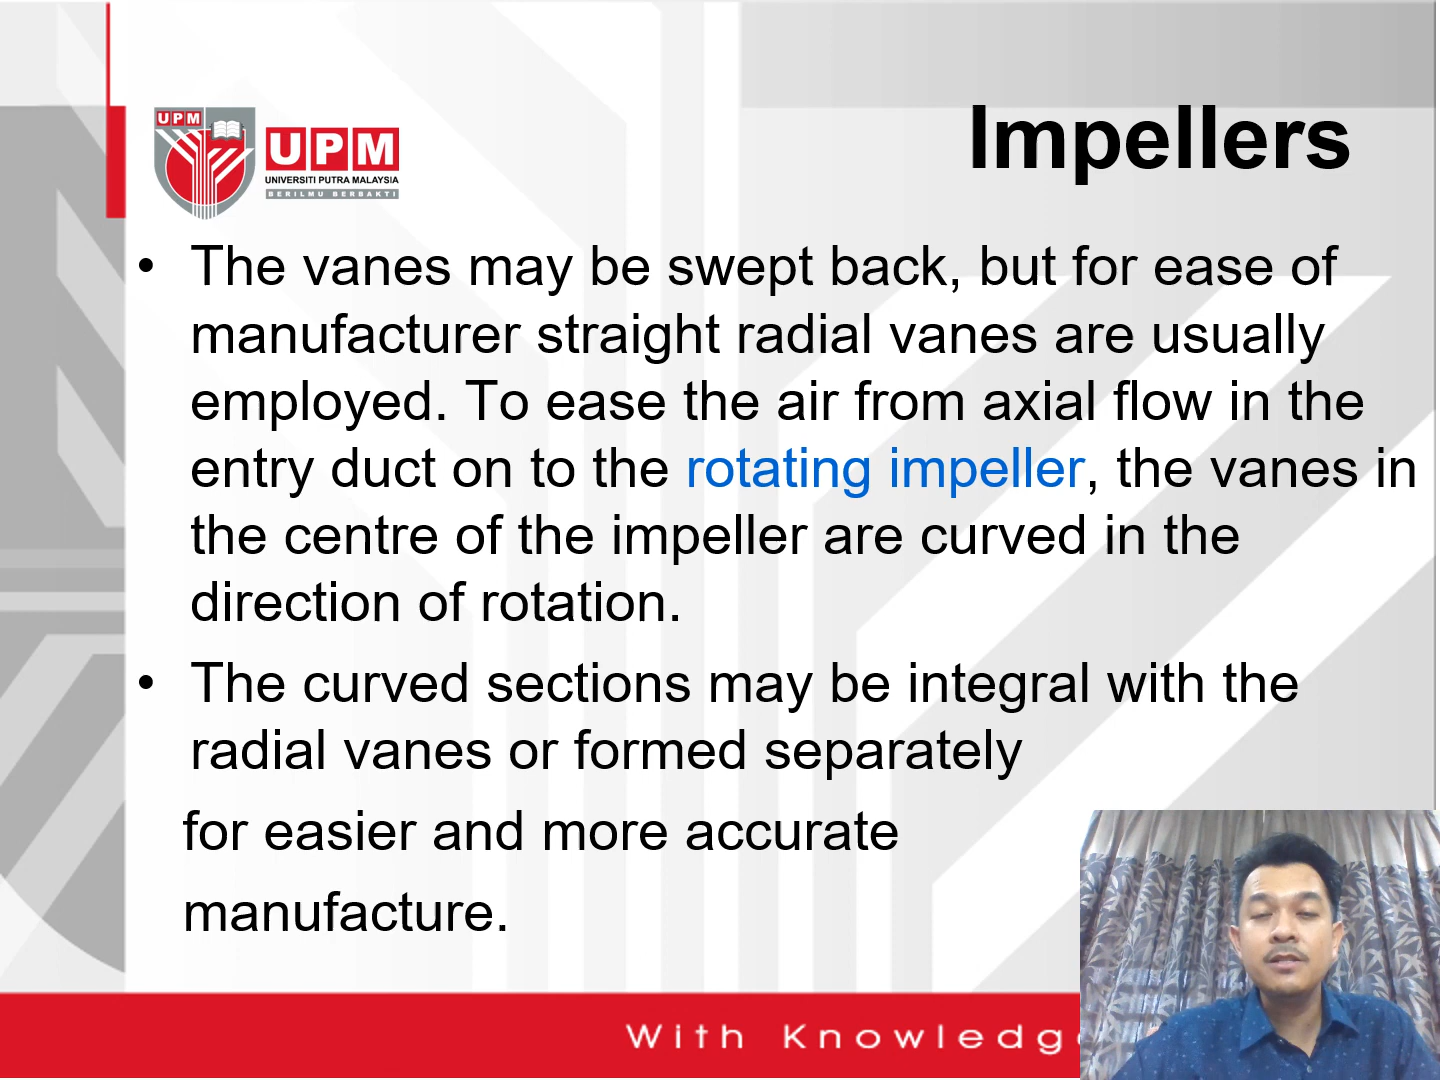 UPM
UPM
UNIVERSITI PUTRA MALAYSIA
BERILMU BERBAKTI
Impellers
• The vanes may be swept back, but for ease of
manufacturer straight radial vanes are usually
employed. To ease the air from axial flow in the
entry duct on to the rotating impeller, the vanes in
the centre of the impeller are curved in the
direction of rotation.
• The curved sections may be integral with the
radial vanes or formed separately
for easier and more accurate
manufacture.
With Knowledge